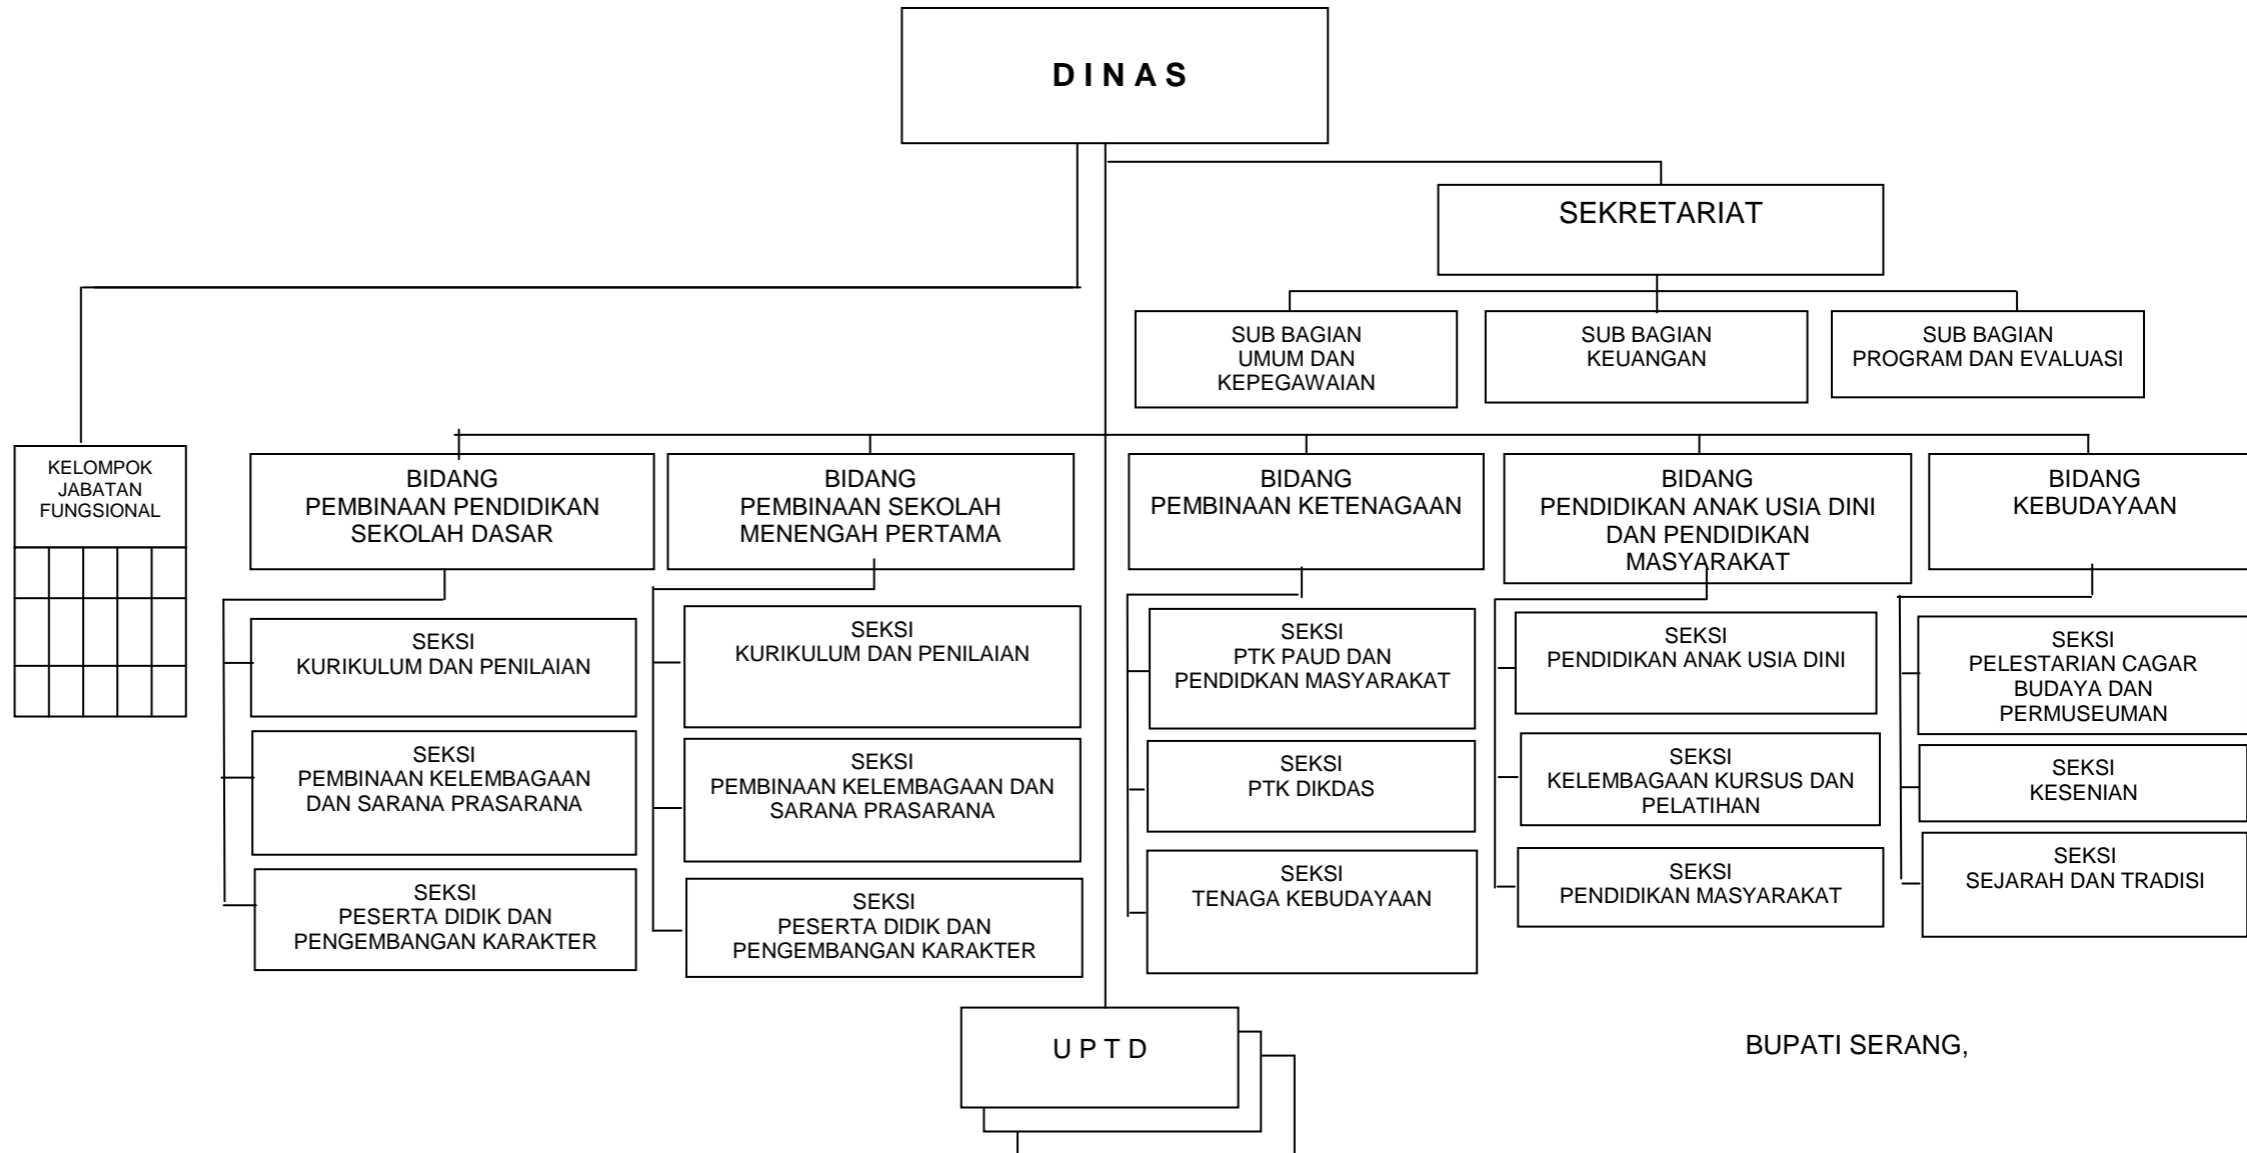 D I N A S
SEKRETARIAT
SUB BAGIAN
UMUM DAN
KEPEGAWAIAN
SUB BAGIAN
KEUANGAN
SUB BAGIAN
PROGRAM DAN EVALUASI
KELOMPOK
JABATAN
FUNGSIONAL
BIDANG
PEMBINAAN PENDIDIKAN
SEKOLAH DASAR
BIDANG
PEMBINAAN SEKOLAH
MENENGAH PERTAMA
BIDANG
PEMBINAAN KETENAGAAN
BIDANG
PENDIDIKAN ANAK USIA DINI
DAN PENDIDIKAN
MASYARAKAT
BIDANG
KEBUDAYAAN
SEKSI
KURIKULUM DAN PENILAIAN
SEKSI
PEMBINAAN KELEMBAGAAN
DAN SARANA PRASARANA
SEKSI
PESERTA DIDIK DAN
PENGEMBANGAN KARAKTER
SEKSI
KURIKULUM DAN PENILAIAN
SEKSI
PEMBINAAN KELEMBAGAAN DAN
SARANA PRASARANA
SEKSI
PESERTA DIDIK DAN
PENGEMBANGAN KARAKTER
SEKSI
PTK PAUD DAN
PENDIDKAN MASYARAKAT
SEKSI
PTK DIKDAS
SEKSI
TENAGA KEBUDAYAAN
SEKSI
PENDIDIKAN ANAK USIA DINI
SEKSI
KELEMBAGAAN KURSUS DAN
PELATIHAN
SEKSI
PENDIDIKAN MASYARAKAT
SEKSI
PELESTARIAN CAGAR
BUDAYA DAN
PERMUSEUMAN
SEKSI
KESENIAN
SEKSI
SEJARAH DAN TRADISI
U P T D
BUPATI SERANG,